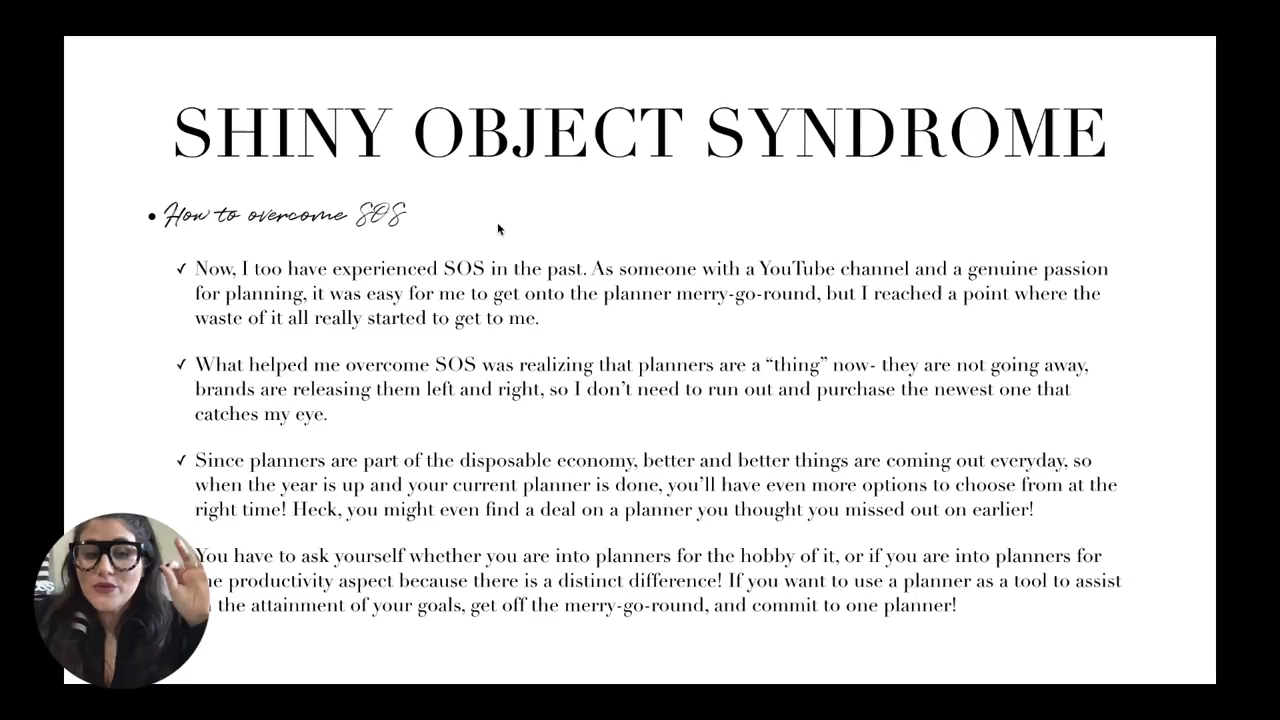 SHINY OBJECT SYNDROME
• How to overcome SOS
✓ Now, I too have experienced SOS in the past. As someone with a YouTube channel and a genuine passion
for planning, it was easy for me to get onto the planner merry-go-round, but I reached a point where the
waste of it all really started to get to me.
✓ What helped me overcome SOS was realizing that planners are a “thing” now- they are not going away,
brands are releasing them left and right, so I don’t need to run out and purchase the newest one that
catches my eye.
✓ Since planners are part of the disposable economy, better and better things are coming out everyday, so
when the year is up and your current planner is done, you’ll have even more options to choose from at the
right time! Heck, you might even find a deal on a planner you thought you missed out on earlier!
You have to ask yourself whether you are into planners for the hobby of it, or if you are into planners for
productivity aspect because there is a distinct difference! If you want to use a planner as a tool to assist
the attainment of your goals, get off the merry-go-round, and commit to one planner!